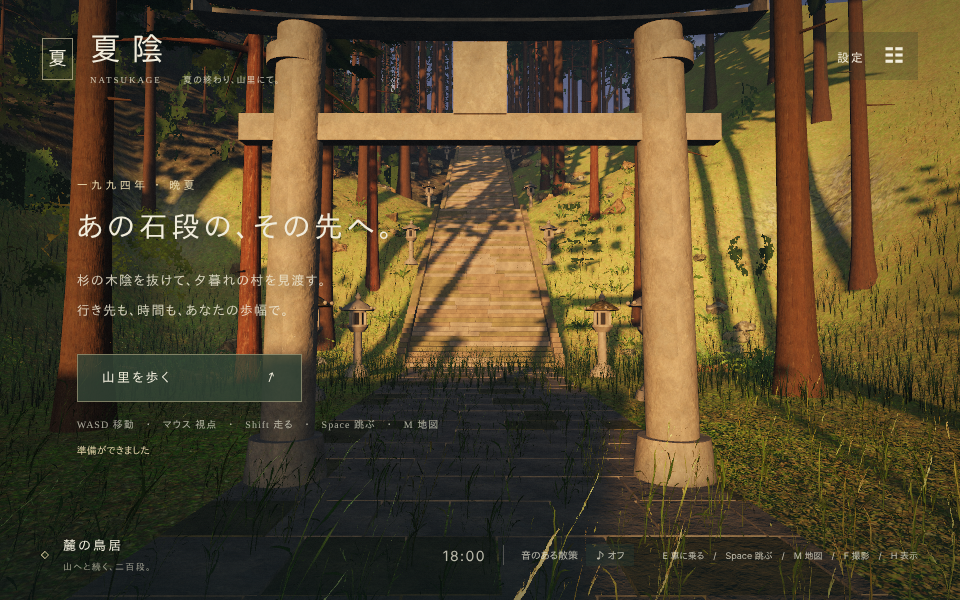 夏
夏陰
NATSUKAGE 夏の終わり、山里にて。
設定
一九九四年・晩夏
あの石段の、その先へ。
杉の木陰を抜けて、夕暮れの村を見渡す。
行き先も、時間も、あなたの歩幅で。
山里を歩く ↗
WASD 移動 ・ マウス 視点 ・ Shift 走る ・ Space 跳ぶ ・ M 地図
準備ができました
◇ 麓の鳥居
山へと続く、二百段。
18:00
音のある散策 ♪ オフ
E 車に乗る / Space 跳ぶ / M 地図 / F 撮影 / H 表示